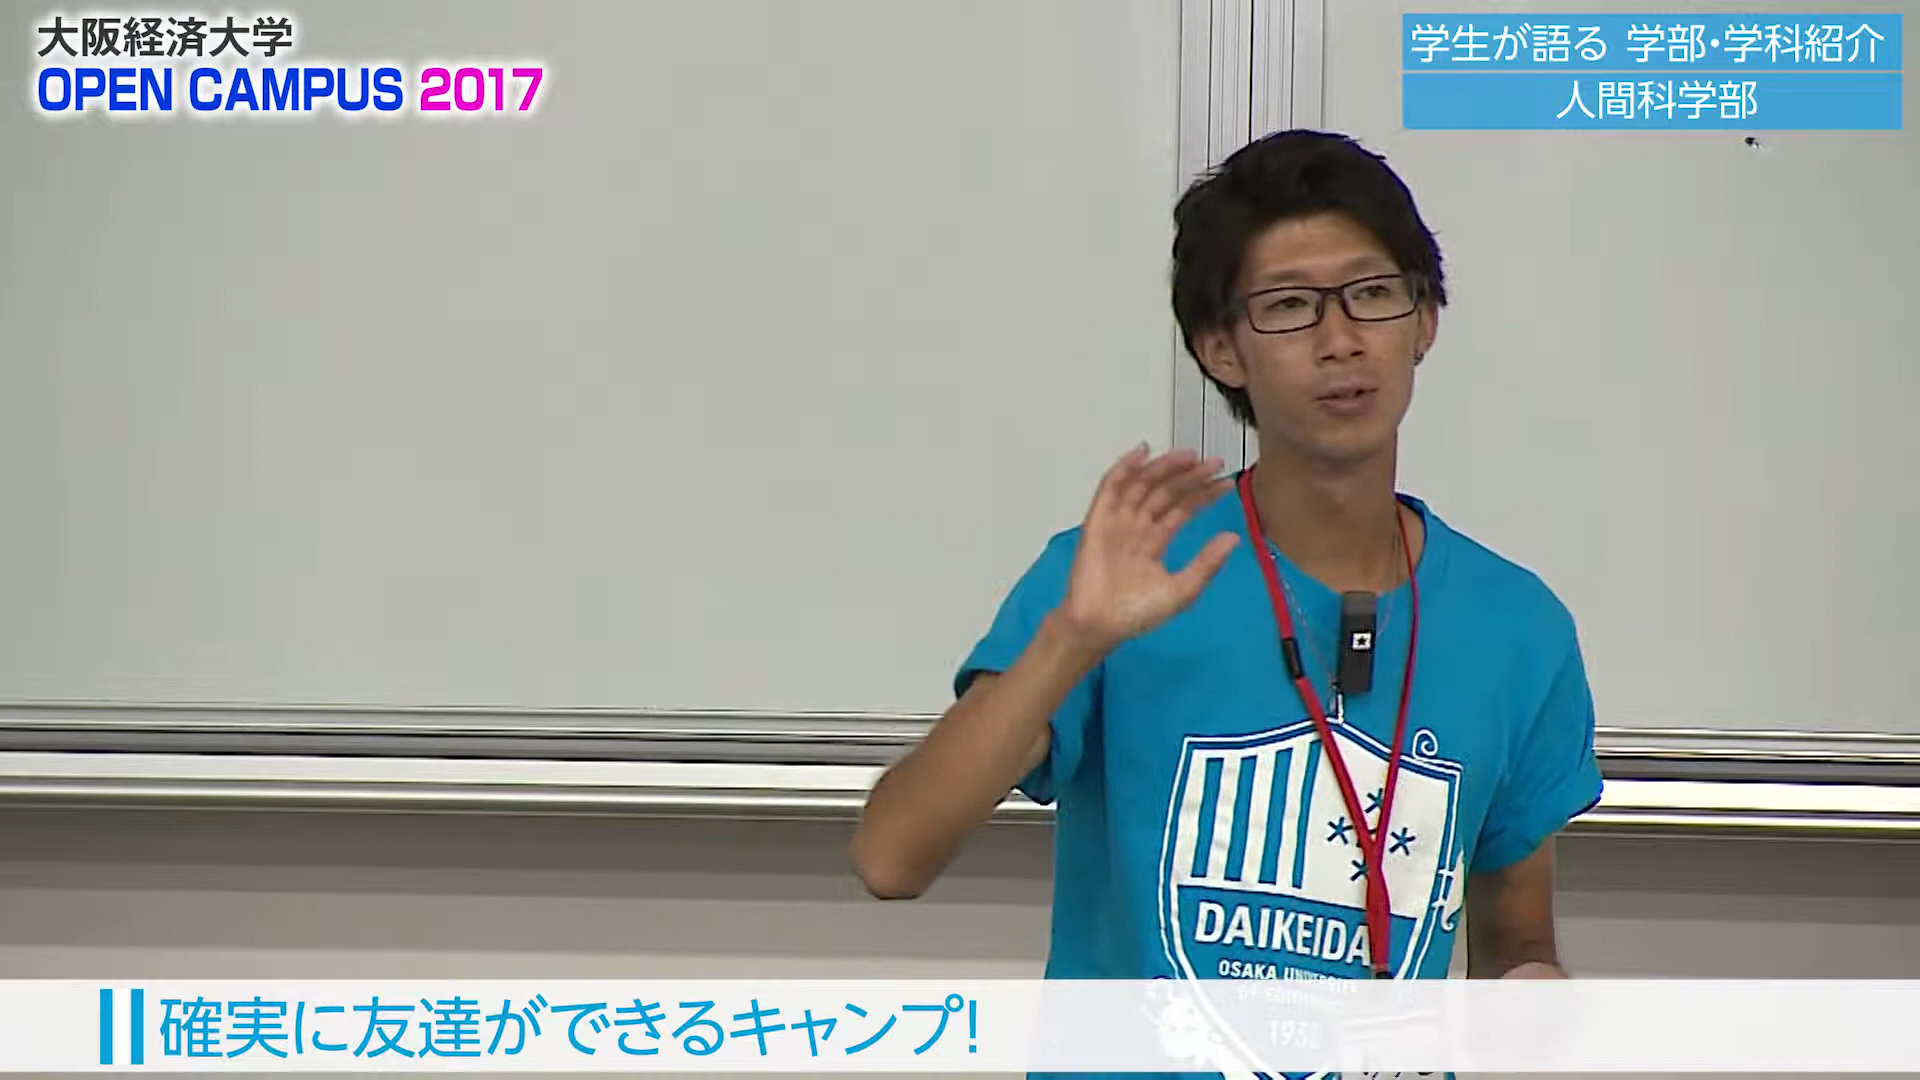 大阪経済大学
OPEN CAMPUS 2017
学生が語る 学部・学科紹介
人間科学部
DAIKEIDA
OSAKA UNIVERSITY
1932
確実に友達ができるキャンプ!